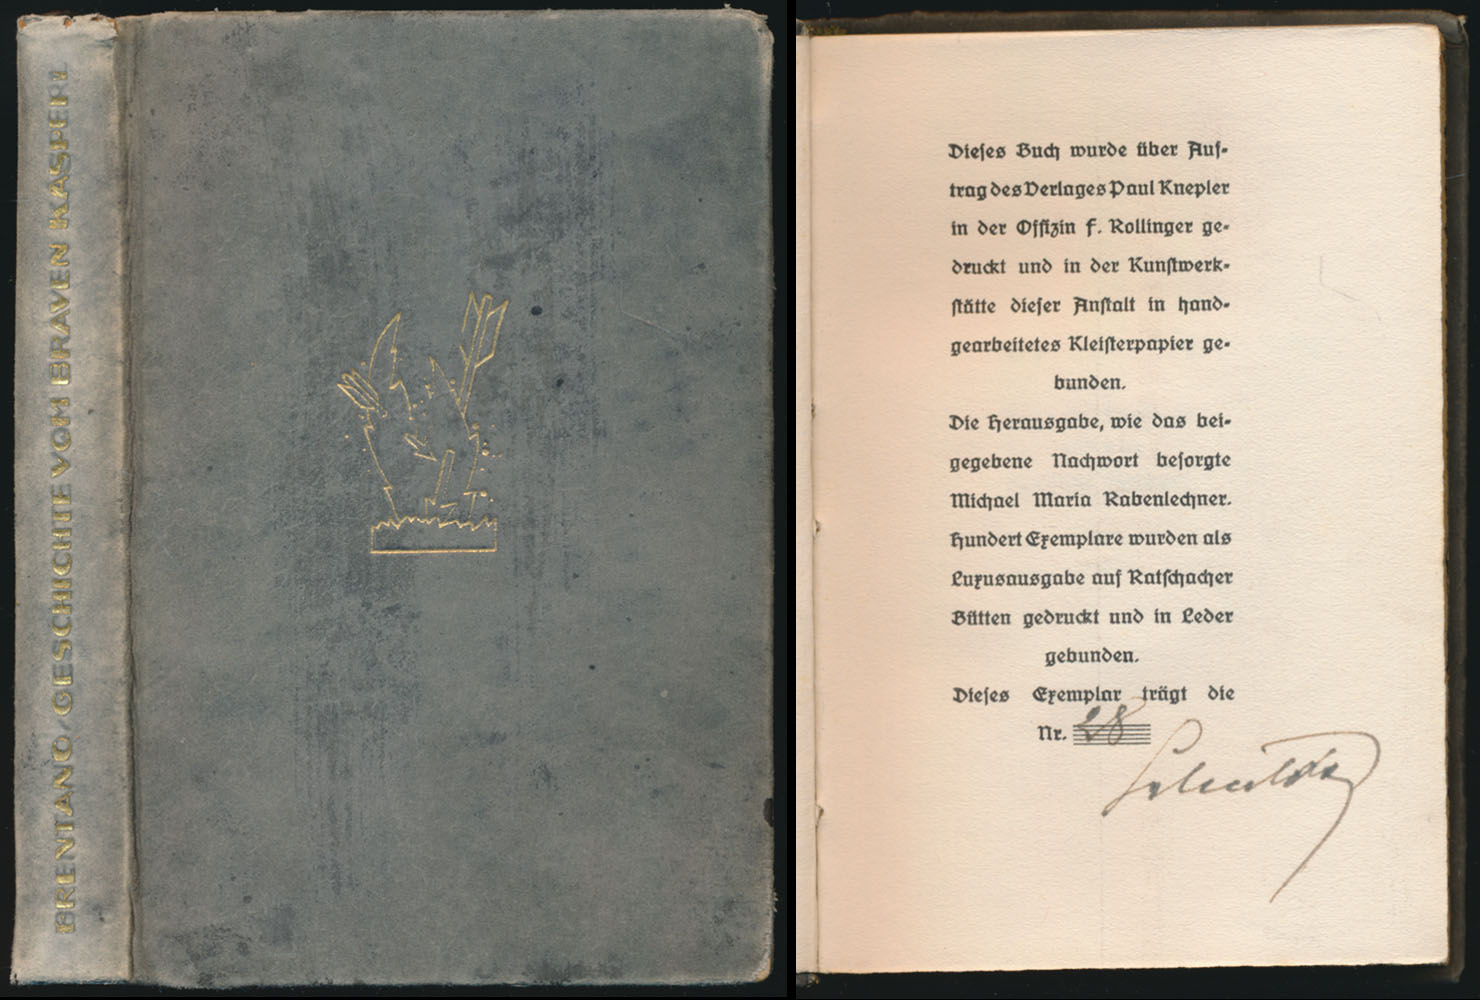 BRENTANO, GESCHICHTE VOM BRAVEN KASPERL
Dieſes Buch wurde über Auf-
trag des Verlages Paul Knepler
in der Offizin F. Rollinger ge-
druckt und in der Kunſtwerk-
ſtätte dieſer Anſtalt in hand-
gearbeitetes Kleiſterpapier ge-
bunden.
Die Herausgabe, wie das bei-
gegebene Nachwort beſorgte
Michael Maria Rabenlechner.
Hundert Exemplare wurden als
Luxusausgabe auf Ratſchacher
Bütten gedruckt und in Leder
gebunden.
Dieſes Exemplar trägt die
Nr. 28